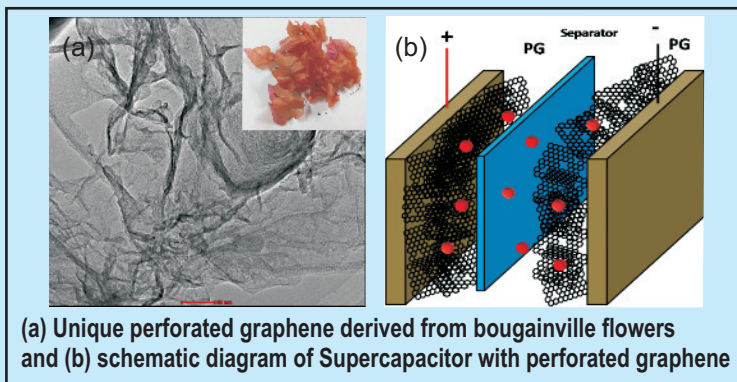 (a)
(b)
+
Separator
-
PG
PG
(a) Unique perforated graphene derived from bougainville flowers
and (b) schematic diagram of Supercapacitor with perforated graphene